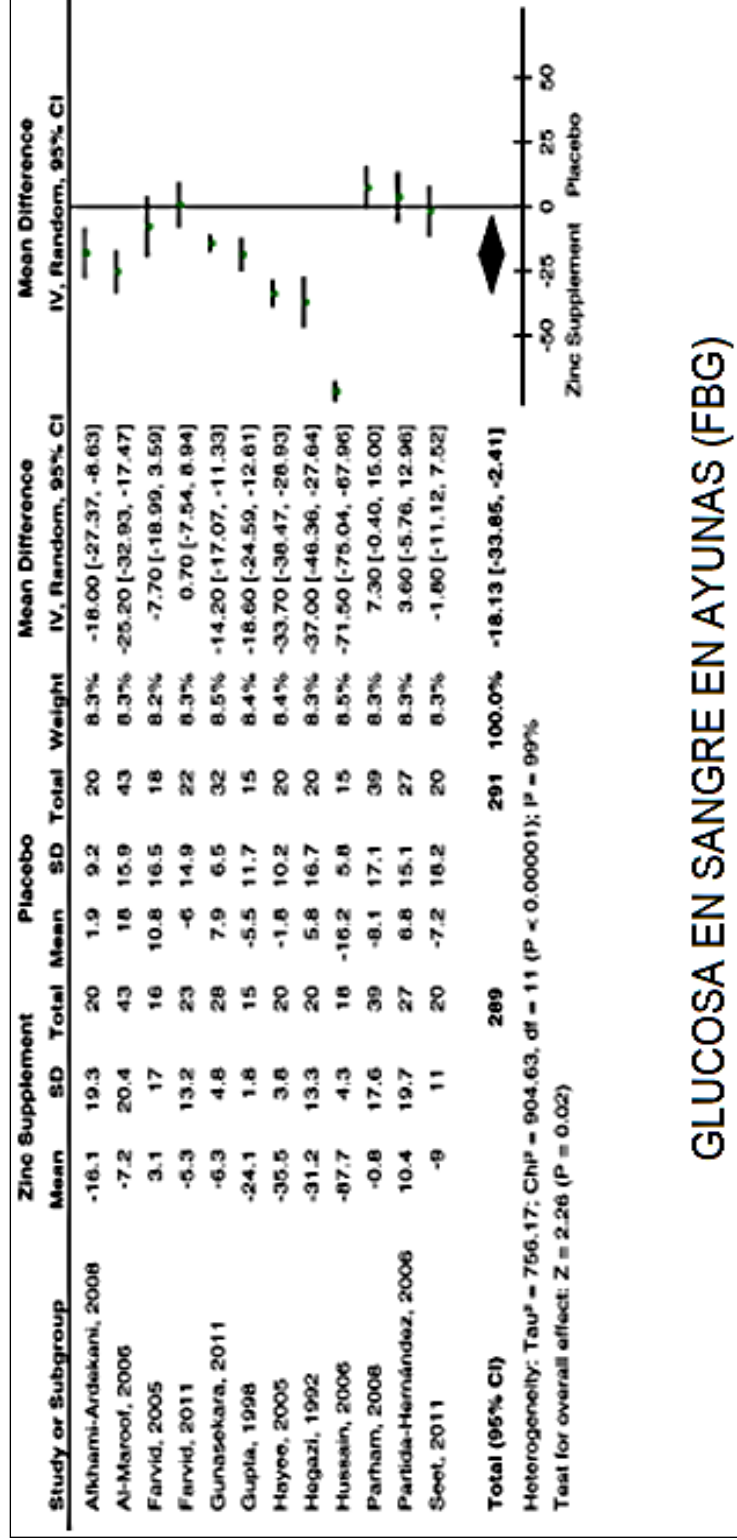 Zinc Supplement Placebo Mean Difference Mean Difference
Study or Subgroup Mean SD Total Mean SD Total Weight IV, Random, 95% CI IV, Random, 95% CI
Afkhami-Ardekani, 2008 -16.1 19.3 20 1.9 9.2 20 8.3% -18.00 [-27.37, -8.63]
Al-Maroof, 2006 -7.2 20.4 43 18 15.9 43 8.3% -25.20 [-32.93, -17.47]
Farvid, 2005 3.1 17 16 10.8 16.5 18 8.2% -7.70 [-18.99, 3.59]
Farvid, 2011 -5.3 13.2 23 -6 14.9 22 8.3% 0.70 [-7.54, 8.94]
Gunasekara, 2011 -6.3 4.8 28 7.9 6.5 32 8.5% -14.20 [-17.07, -11.33]
Gupta, 1998 -24.1 1.8 15 -5.5 11.7 15 8.4% -18.60 [-24.59, -12.61]
Hayee, 2005 -35.5 3.8 20 -1.8 10.2 20 8.4% -33.70 [-38.47, -28.93]
Hegazi, 1992 -31.2 13.3 20 5.8 16.7 20 8.3% -37.00 [-46.36, -27.64]
Hussain, 2006 -87.7 4.3 18 -16.2 5.8 15 8.5% -71.50 [-75.04, -67.96]
Parham, 2008 -0.8 17.6 39 -8.1 17.1 39 8.3% 7.30 [-0.40, 15.00]
Partida-Hernández, 2006 10.4 19.7 27 6.8 15.1 27 8.3% 3.60 [-5.76, 12.96]
Seet, 2011 -9 11 20 -7.2 18.2 20 8.3% -1.80 [-11.12, 7.52]
Total (95% CI) 289 291 100.0% -18.13 [-33.85, -2.41]
Heterogeneity: Tau² = 756.17; Chi² = 904.63, df = 11 (P < 0.00001); I² = 99%
Test for overall effect: Z = 2.26 (P = 0.02)
-50 -25 0 25 50
Zinc Supplement Placebo
GLUCOSA EN SANGRE EN AYUNAS (FBG)